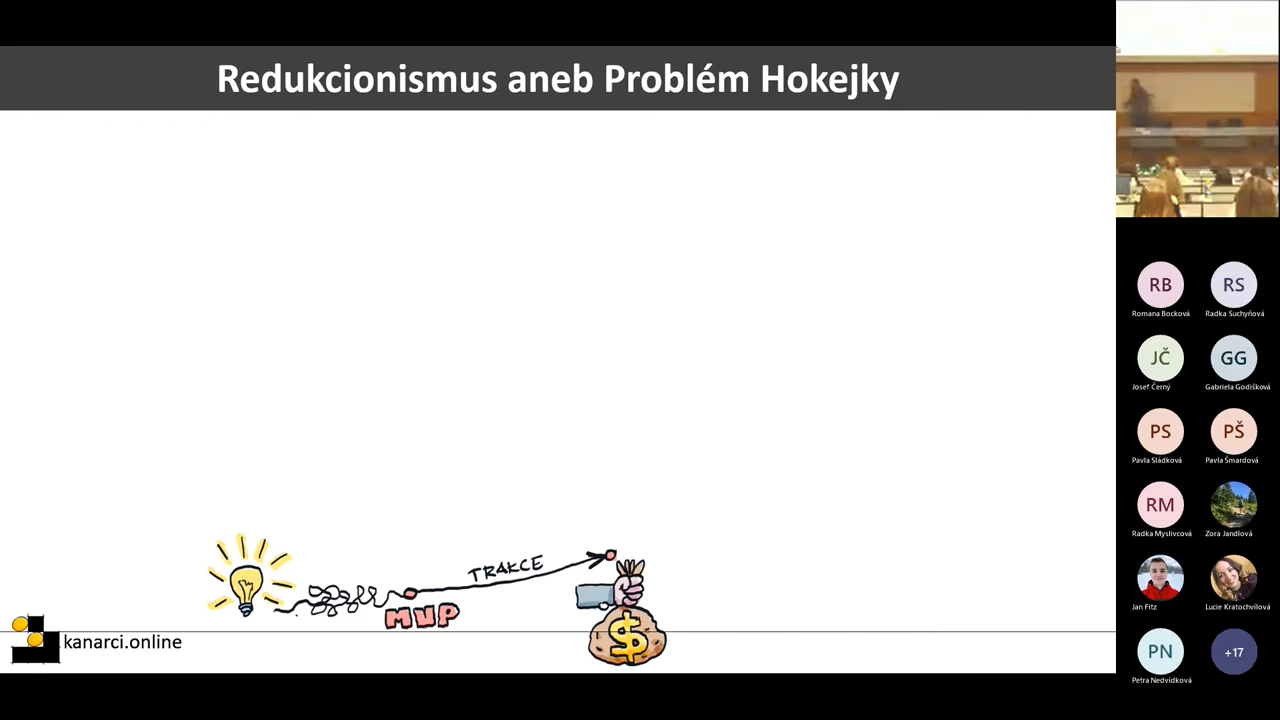 Redukcionismus aneb Problém Hokejky
TRAKCE
MVP
$
kanarci.online
RB RS
Romana Bocková Radka Suchyňová
JČ GG
Josef Černý Gabriela Godišková
PS PŠ
Pavla Sládková Pavla Šmardová
RM
Radka Myslivcová Zora Jandlová
Jan Fitz Lucie Kratochvílová
PN +17
Petra Nedvídková